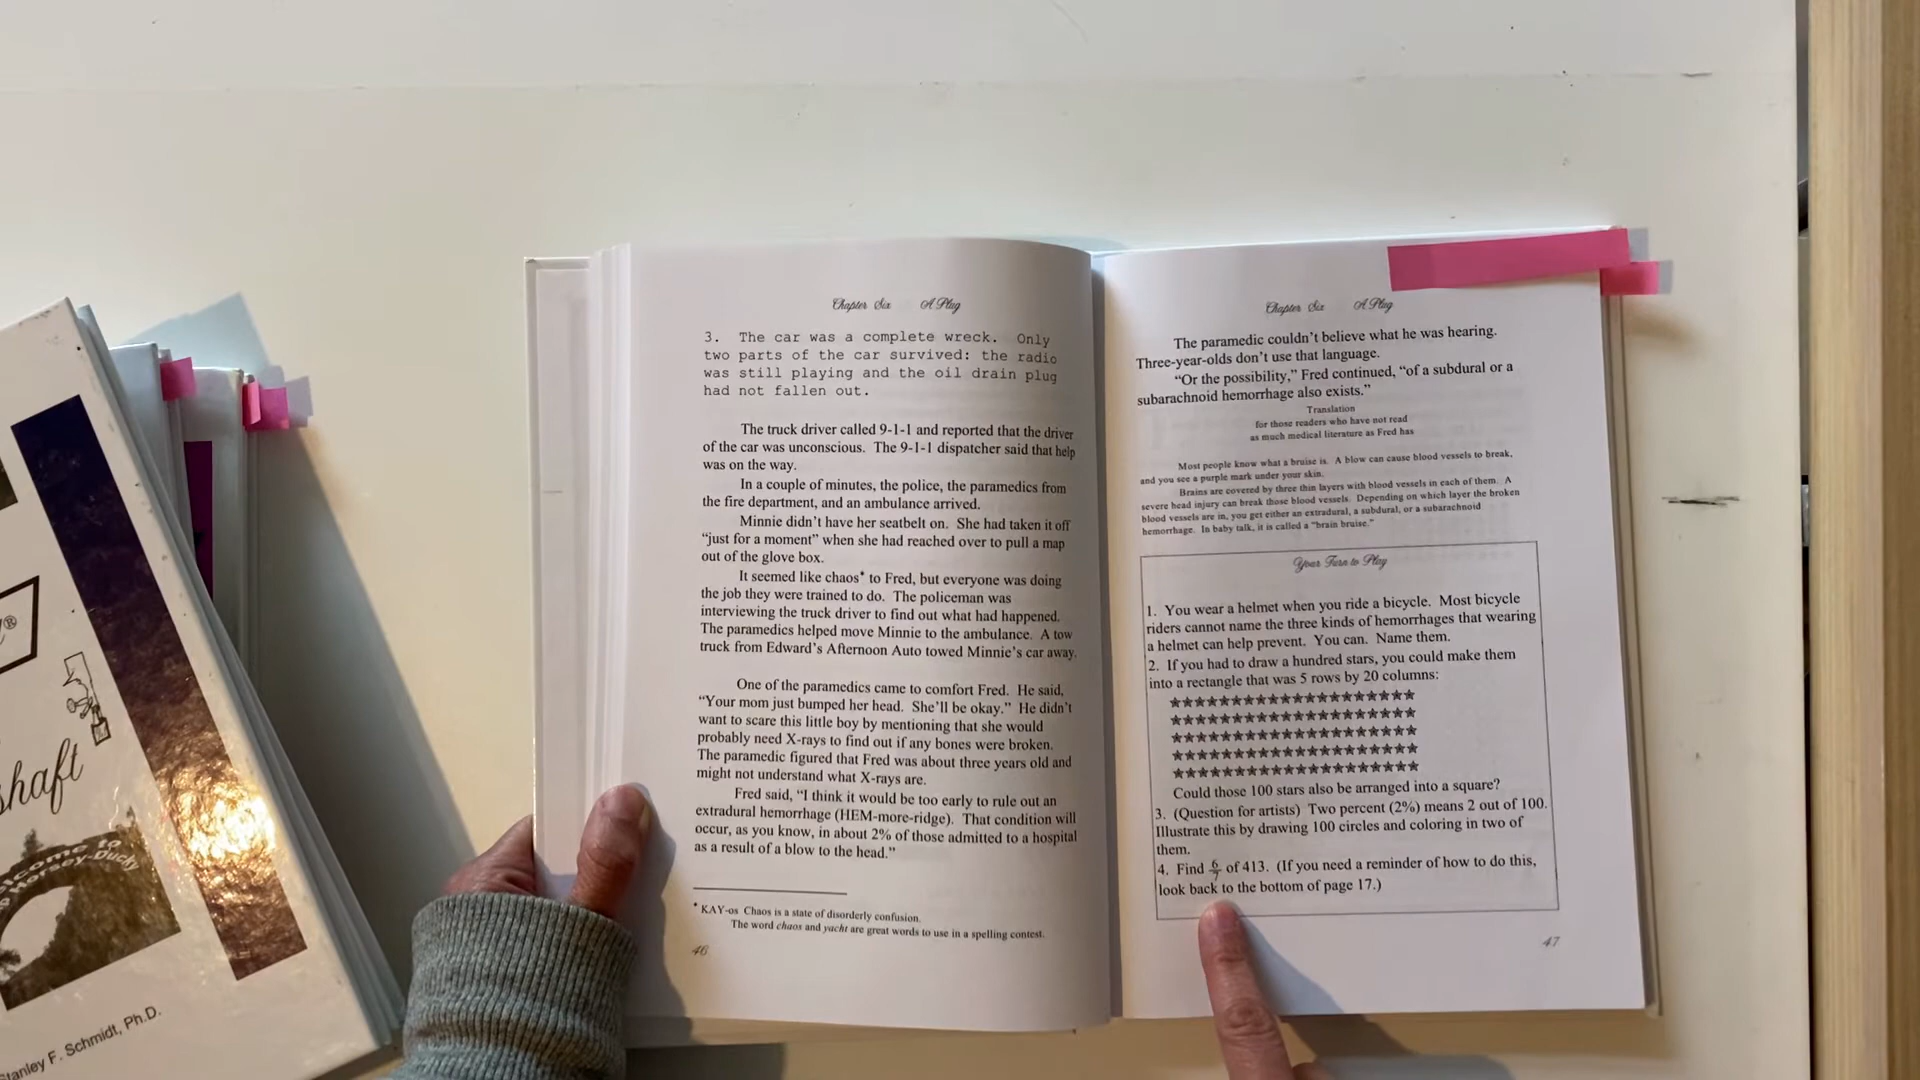 ®
shaft
Welcome to
Horsey-Ducky
Stanley F. Schmidt, Ph.D.
Chapter Six A Plug
3. The car was a complete wreck. Only
two parts of the car survived: the radio
was still playing and the oil drain plug
had not fallen out.
The truck driver called 9-1-1 and reported that the driver
of the car was unconscious. The 9-1-1 dispatcher said that help
was on the way.
In a couple of minutes, the police, the paramedics from
the fire department, and an ambulance arrived.
Minnie didn't have her seatbelt on. She had taken it off
“just for a moment” when she had reached over to pull a map
out of the glove box.
It seemed like chaos* to Fred, but everyone was doing
the job they were trained to do. The policeman was
interviewing the truck driver to find out what had happened.
The paramedics helped move Minnie to the ambulance. A tow
truck from Edward's Afternoon Auto towed Minnie's car away.
One of the paramedics came to comfort Fred. He said,
“Your mom just bumped her head. She'll be okay.” He didn't
want to scare this little boy by mentioning that she would
probably need X-rays to find out if any bones were broken.
The paramedic figured that Fred was about three years old and
might not understand what X-rays are.
Fred said, “I think it would be too early to rule out an
extradural hemorrhage (HEM-more-ridge). That condition will
occur, as you know, in about 2% of those admitted to a hospital
as a result of a blow to the head.”
* KAY-os Chaos is a state of disorderly confusion.
The word chaos and yacht are great words to use in a spelling contest.
46
Chapter Six A Plug
The paramedic couldn't believe what he was hearing.
Three-year-olds don't use that language.
“Or the possibility,” Fred continued, “of a subdural or a
subarachnoid hemorrhage also exists.”
Translation
for those readers who have not read
as much medical literature as Fred has
Most people know what a bruise is. A blow can cause blood vessels to break,
and you see a purple mark under your skin.
Brains are covered by three thin layers with blood vessels in each of them. A
severe head injury can break those blood vessels. Depending on which layer the broken
blood vessels are in, you get either an extradural, a subdural, or a subarachnoid
hemorrhage. In baby talk, it is called a “brain bruise.”
Your Turn to Play
1. You wear a helmet when you ride a bicycle. Most bicycle
riders cannot name the three kinds of hemorrhages that wearing
a helmet can help prevent. You can. Name them.
2. If you had to draw a hundred stars, you could make them
into a rectangle that was 5 rows by 20 columns:
★★★★★★★★★★★★★★★★★★★★
★★★★★★★★★★★★★★★★★★★★
★★★★★★★★★★★★★★★★★★★★
★★★★★★★★★★★★★★★★★★★★
★★★★★★★★★★★★★★★★★★★★
Could those 100 stars also be arranged into a square?
3. (Question for artists) Two percent (2%) means 2 out of 100.
Illustrate this by drawing 100 circles and coloring in two of
them.
4. Find 6/7 of 413. (If you need a reminder of how to do this,
look back to the bottom of page 17.)
47